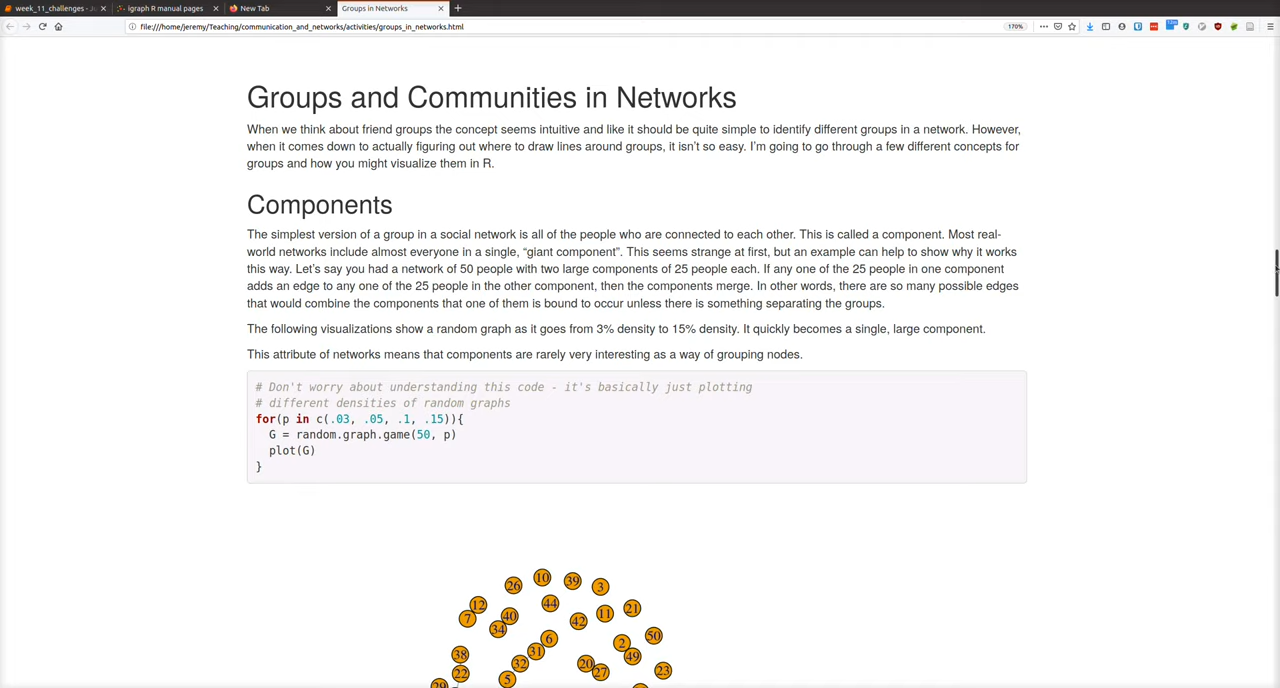 week_11_challenges - Ju
igraph R manual pages
New Tab
Groups in Networks
file:///home/jeremy/Teaching/communication_and_networks/activities/groups_in_networks.html
170%
Groups and Communities in Networks
When we think about friend groups the concept seems intuitive and like it should be quite simple to identify different groups in a network. However,
when it comes down to actually figuring out where to draw lines around groups, it isn't so easy. I'm going to go through a few different concepts for
groups and how you might visualize them in R.
Components
The simplest version of a group in a social network is all of the people who are connected to each other. This is called a component. Most real-
world networks include almost everyone in a single, “giant component”. This seems strange at first, but an example can help to show why it works
this way. Let's say you had a network of 50 people with two large components of 25 people each. If any one of the 25 people in one component
adds an edge to any one of the 25 people in the other component, then the components merge. In other words, there are so many possible edges
that would combine the components that one of them is bound to occur unless there is something separating the groups.
The following visualizations show a random graph as it goes from 3% density to 15% density. It quickly becomes a single, large component.
This attribute of networks means that components are rarely very interesting as a way of grouping nodes.
# Don't worry about understanding this code - it's basically just plotting
# different densities of random graphs
for(p in c(.03, .05, .1, .15)){
G = random.graph.game(50, p)
plot(G)
}
26 10 39 3
12 44 21
7 40 42 11
34 6 2 50
38 31 49
22 32 20 27 23
29 5